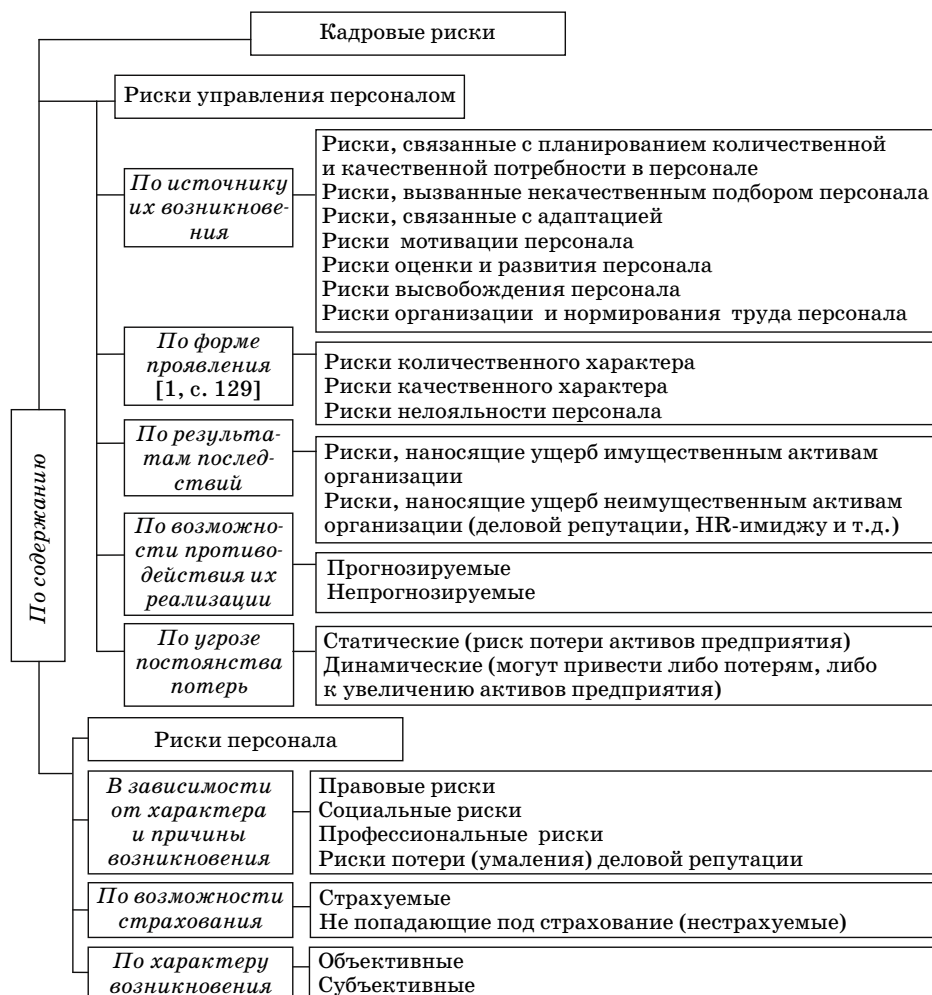 Кадровые риски
Риски управления персоналом
По источнику
их возникнове-
ния
Риски, связанные с планированием количественной
и качественной потребности в персонале
Риски, вызванные некачественным подбором персонала
Риски, связанные с адаптацией
Риски мотивации персонала
Риски оценки и развития персонала
Риски высвобождения персонала
Риски организации и нормирования труда персонала
По форме
проявления
[1, с. 129]
Риски количественного характера
Риски качественного характера
Риски нелояльности персонала
По результа-
там послед-
ствий
Риски, наносящие ущерб имущественным активам
организации
Риски, наносящие ущерб неимущественным активам
организации (деловой репутации, HR-имиджу и т.д.)
По возможно-
сти противо-
действия их
реализации
Прогнозируемые
Непрогнозируемые
По угрозе
постоянства
потерь
Статические (риск потери активов предприятия)
Динамические (могут привести либо потерям, либо
к увеличению активов предприятия)
По содержанию
Риски персонала
В зависимости
от характера
и причины
возникновения
Правовые риски
Социальные риски
Профессиональные риски
Риски потери (умаления) деловой репутации
По возможности
страхования
Страхуемые
Не попадающие под страхование (нестрахуемые)
По характеру
возникновения
Объективные
Субъективные